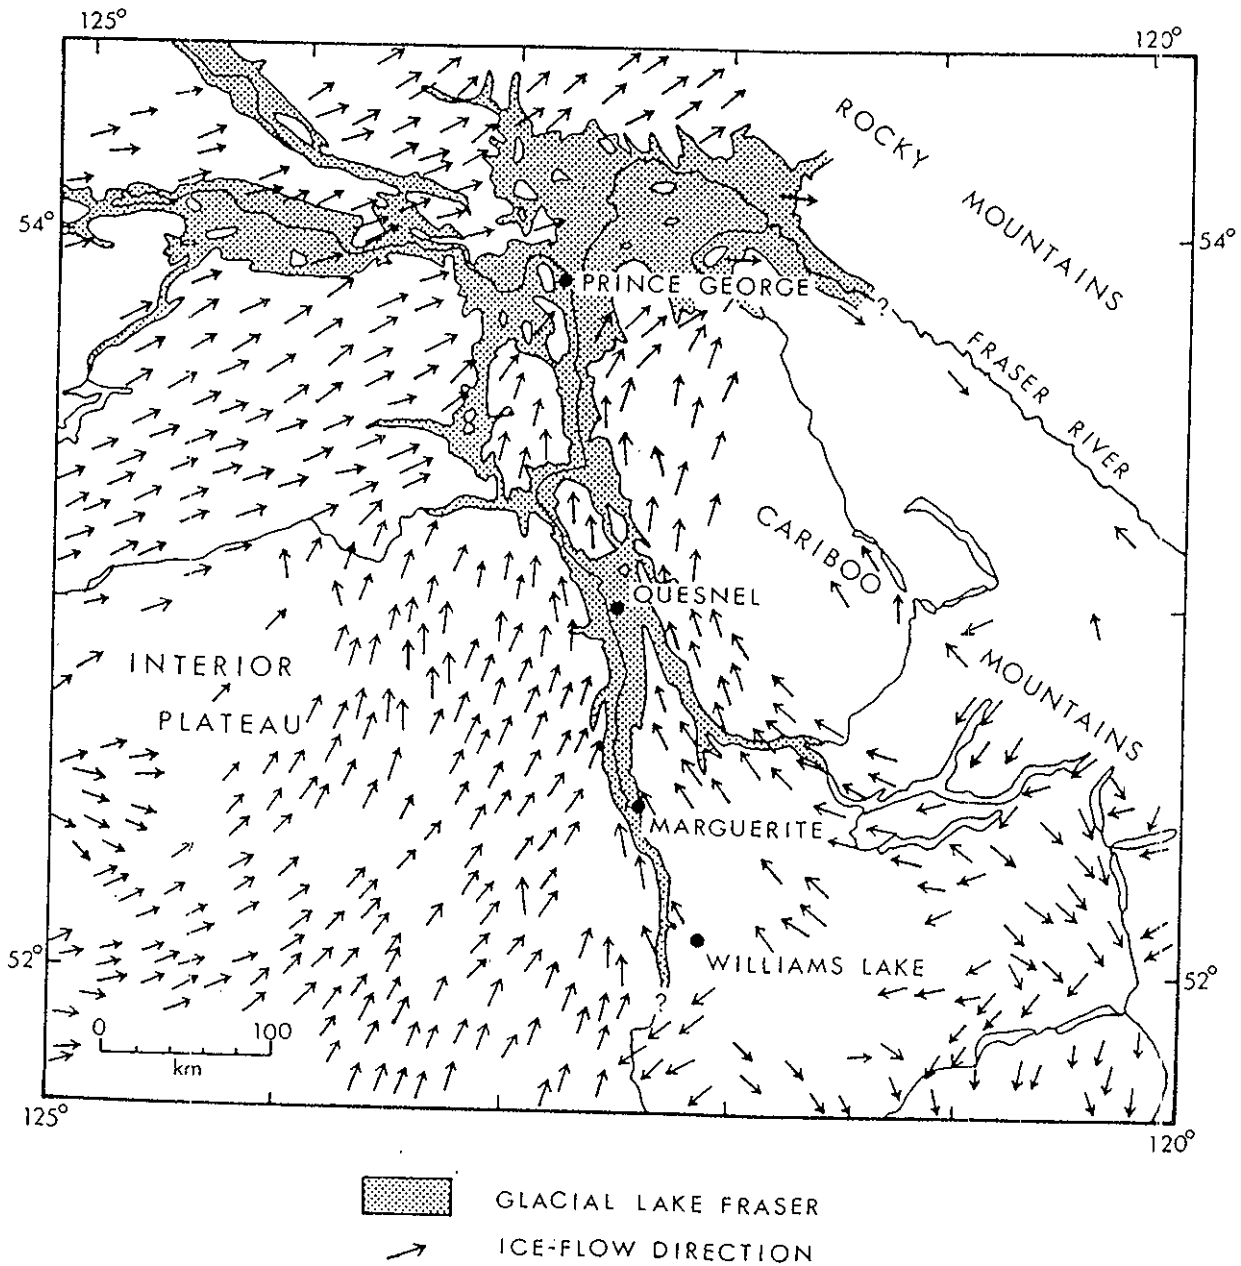 125°
120°
ROCKY
MOUNTAINS
54°
54°
PRINCE GEORGE
?
FRASER
RIVER
CARIBOO
QUESNEL
INTERIOR
PLATEAU
MOUNTAINS
MARGUERITE
WILLIAMS LAKE
52°
52°
?
0 100
km
125°
120°
GLACIAL LAKE FRASER
ICE-FLOW DIRECTION